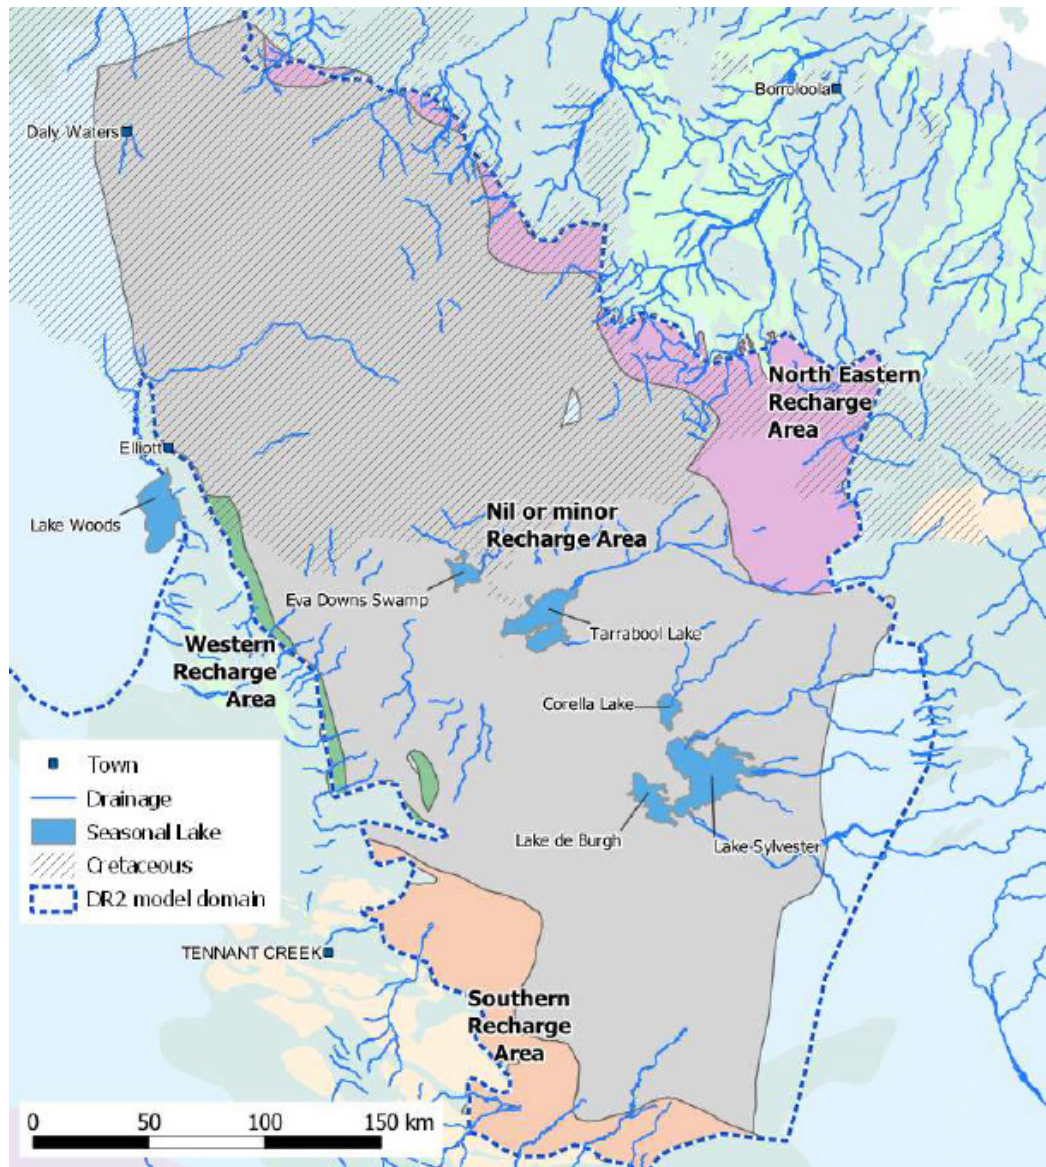 Borroloola
Daly Waters
North Eastern
Recharge
Area
Elliott
Lake Woods
Nil or minor
Recharge Area
Eva Downs Swamp
Tarrabool Lake
Western
Recharge
Area
Corella Lake
Town
Drainage
Seasonal Lake
Cretaceous
DR2 model domain
Lake de Burgh
Lake Sylvester
TENNANT CREEK
Southern
Recharge
Area
0 50 100 150 km